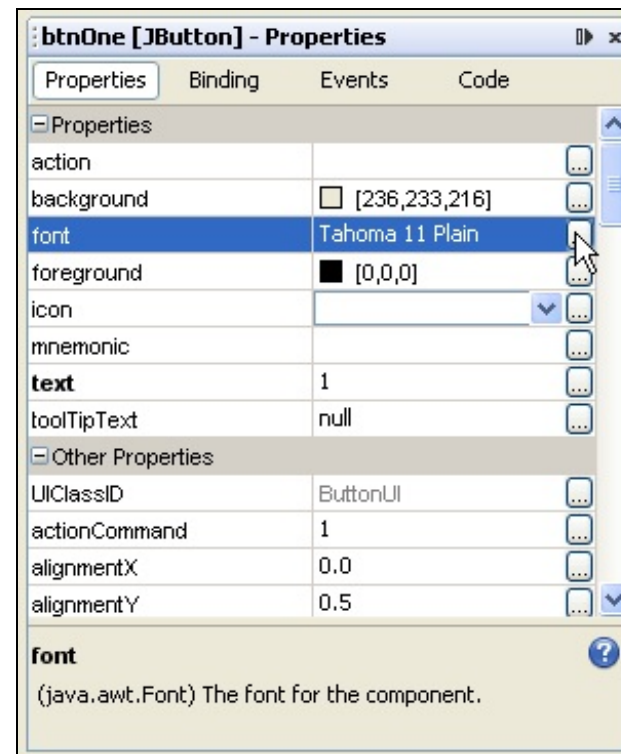 btnOne [JButton] - Properties
Properties Binding Events Code
Properties
action ...
background [236,233,216] ...
font Tahoma 11 Plain
foreground [0,0,0] ...
icon ...
mnemonic ...
text 1 ...
toolTipText null ...
Other Properties
UIClassID ButtonUI ...
actionCommand 1 ...
alignmentX 0.0 ...
alignmentY 0.5 ...
font ?
(java.awt.Font) The font for the component.